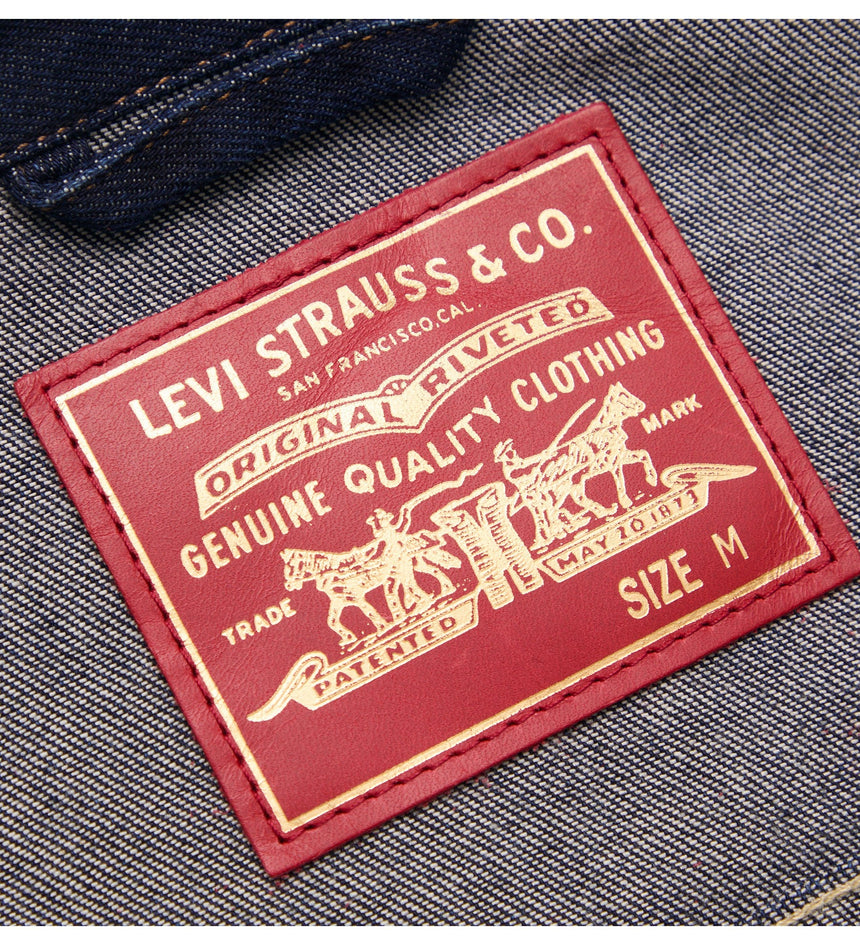 LEVI STRAUSS & CO.
SAN FRANCISCO, CAL.
ORIGINAL RIVETED
GENUINE QUALITY CLOTHING
TRADE MARK
PATENTED MAY 20 1873
SIZE M